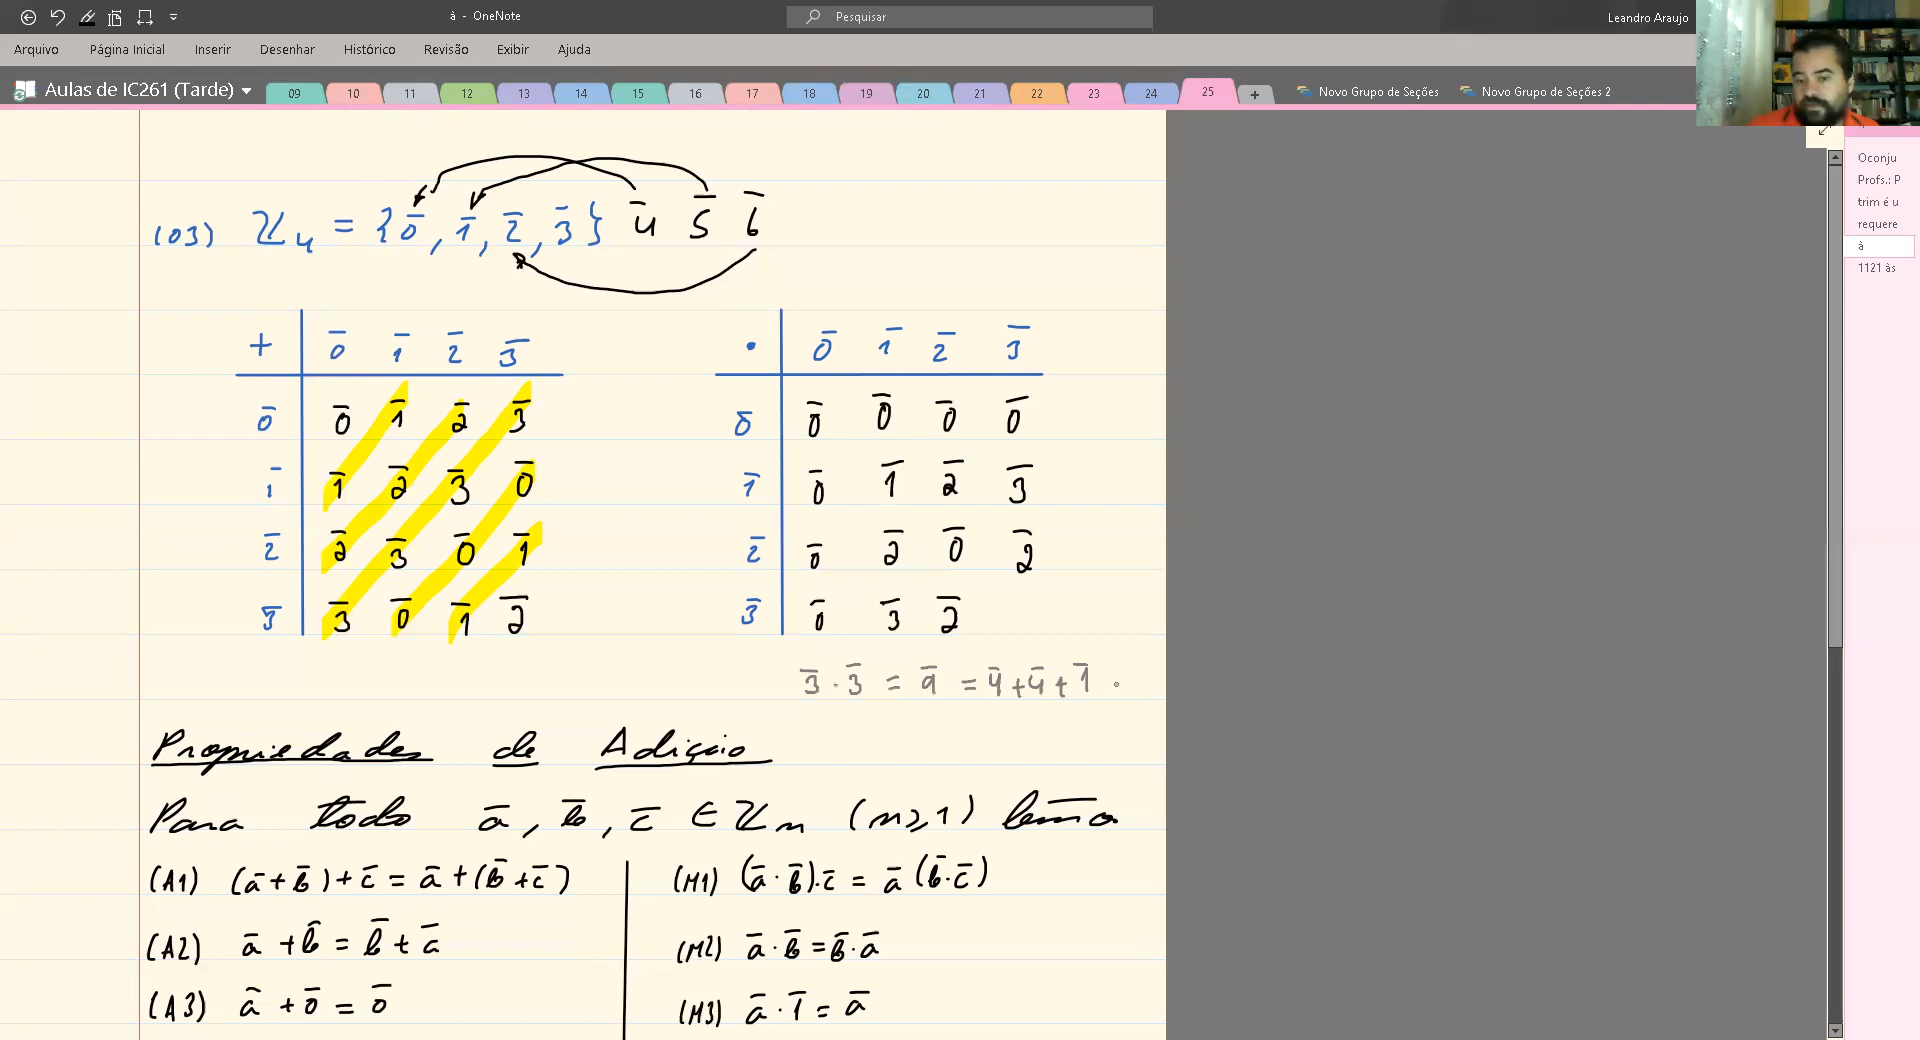 à - OneNote
Pesquisar
Leandro Araujo
Arquivo Página Inicial Inserir Desenhar Histórico Revisão Exibir Ajuda
Aulas de IC261 (Tarde) 09 10 11 12 13 14 15 16 17 18 19 20 21 22 23 24 25 + Novo Grupo de Seções Novo Grupo de Seções 2
Oconju
Profs.: P
trim é u
requere
à
1121 às
(03) ℤ₄ = {0̅, 1̅, 2̅, 3̅} 4̅ 5̅ 6̅
+ 0̅ 1̅ 2̅ 3̅
0̅ 0̅ 1̅ 2̅ 3̅
1̅ 1̅ 2̅ 3̅ 0̅
2̅ 2̅ 3̅ 0̅ 1̅
3̅ 3̅ 0̅ 1̅ 2̅
· 0̅ 1̅ 2̅ 3̅
0̅ 0̅ 0̅ 0̅ 0̅
1̅ 0̅ 1̅ 2̅ 3̅
2̅ 0̅ 2̅ 0̅ 2̅
3̅ 0̅ 3̅ 2̅
3̅ · 3̅ = 9̅ = 4̅ + 4̅ + 1̅
Propriedades de Adição
Para todo a̅, b̅, c̅ ∈ ℤₙ (n ≥ 1)
(A1) (a̅ + b̅) + c̅ = a̅ + (b̅ + c̅)
(A2) a̅ + b̅ = b̅ + a̅
(A3) a̅ + 0̅ = 0̅
(M1) (a̅ · b̅) · c̅ = a̅ (b̅ · c̅)
(M2) a̅ · b̅ = b̅ · a̅
(M3) a̅ · 1̅ = a̅